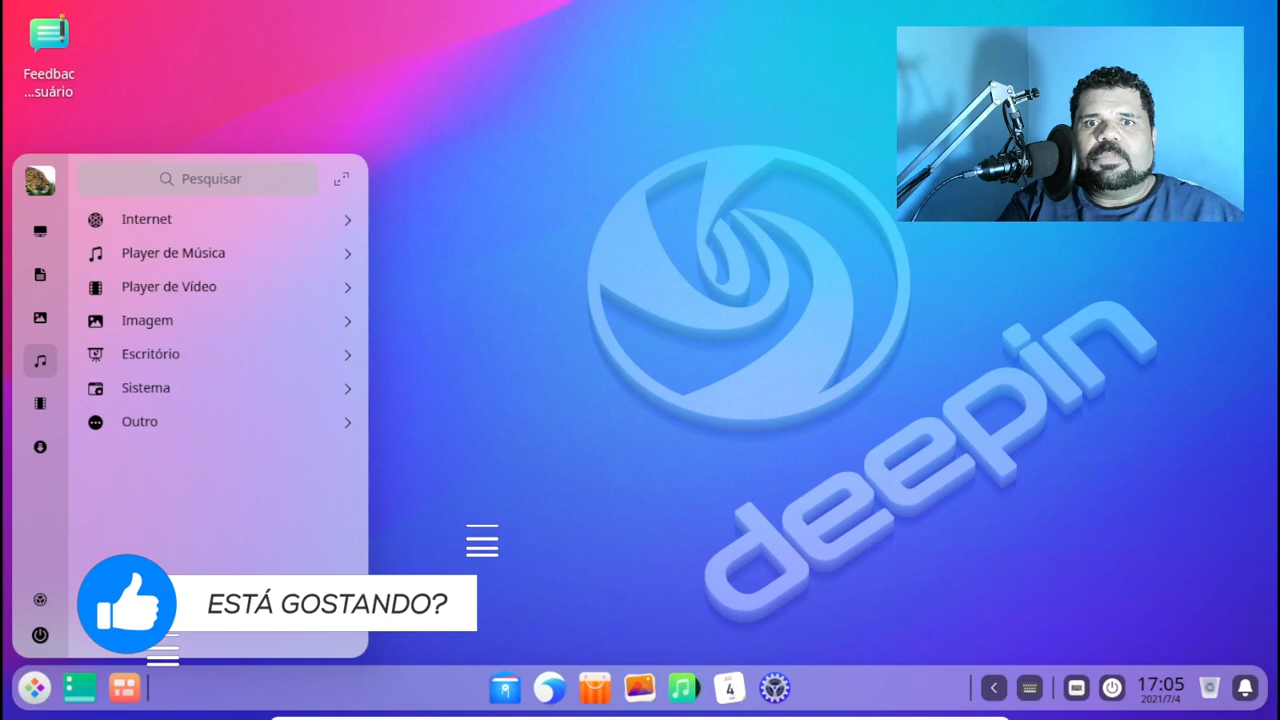 Feedbac
...suário
Pesquisar
Internet
Player de Música
Player de Vídeo
Imagem
Escritório
Sistema
Outro
deepin
ESTÁ GOSTANDO?
JUL
4
17:05
2021/7/4